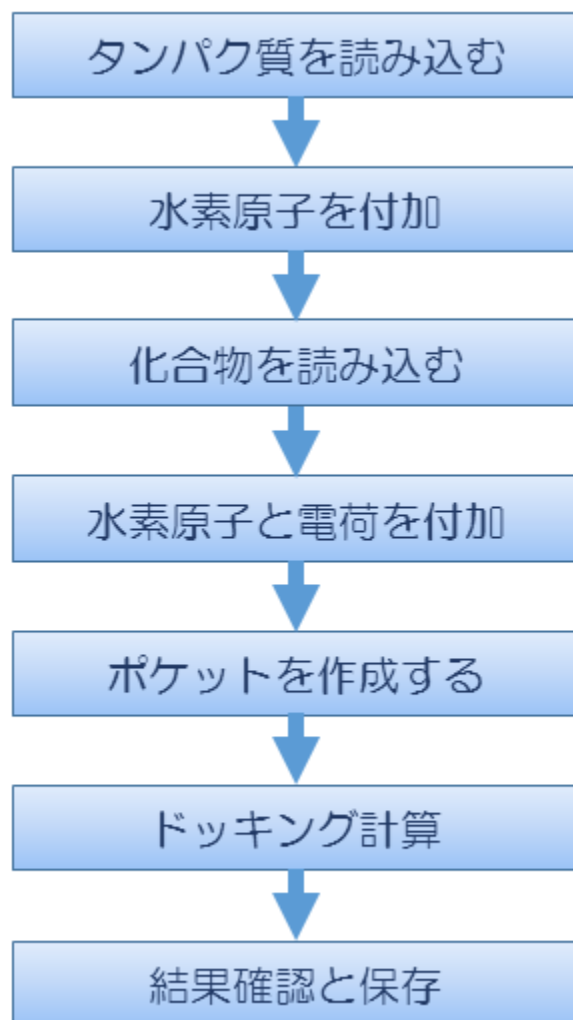 タンパク質を読み込む
水素原子を付加
化合物を読み込む
水素原子と電荷を付加
ポケットを作成する
ドッキング計算
結果確認と保存